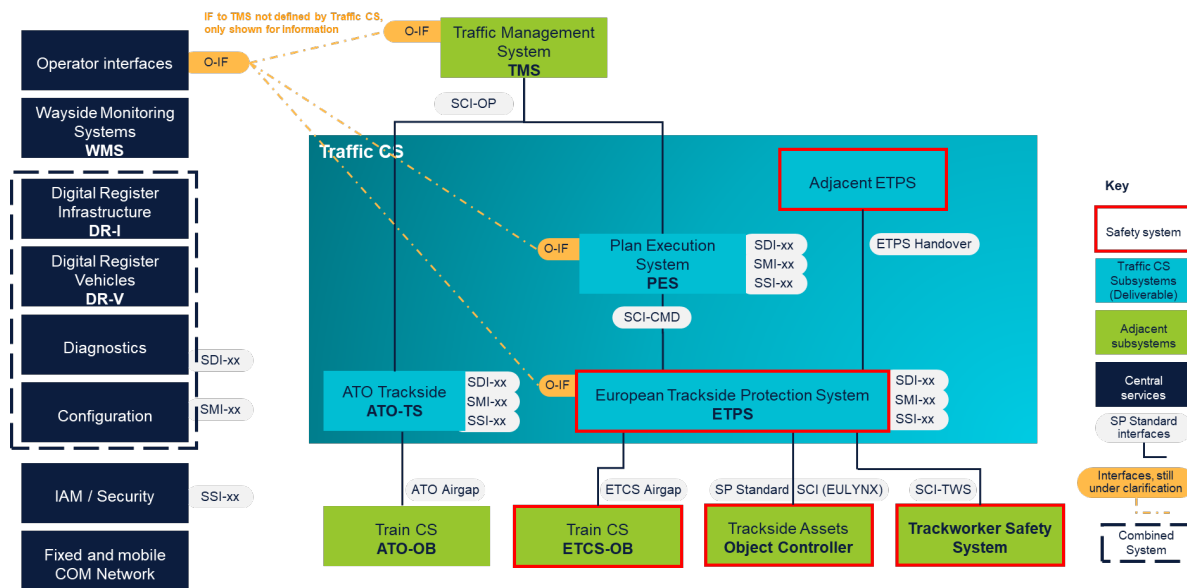 IF to TMS not defined by Traffic CS,
only shown for information
Operator interfaces
O-IF
O-IF
Traffic Management
System
TMS
SCI-OP
Wayside Monitoring
Systems
WMS
Digital Register
Infrastructure
DR-I
Digital Register
Vehicles
DR-V
Diagnostics
SDI-xx
Configuration
SMI-xx
IAM / Security
SSI-xx
Fixed and mobile
COM Network
Traffic CS
Adjacent ETPS
ETPS Handover
O-IF
Plan Execution
System
PES
SDI-xx
SMI-xx
SSI-xx
SCI-CMD
ATO Trackside
ATO-TS
SDI-xx
SMI-xx
SSI-xx
O-IF
European Trackside Protection System
ETPS
SDI-xx
SMI-xx
SSI-xx
ATO Airgap
ETCS Airgap
SP Standard
SCI (EULYNX)
SCI-TWS
Train CS
ATO-OB
Train CS
ETCS-OB
Trackside Assets
Object Controller
Trackworker Safety
System
Key
Safety system
Traffic CS
Subsystems
(Deliverable)
Adjacent
subsystems
Central
services
SP Standard
interfaces
Interfaces, still
under clarification
Combined
System